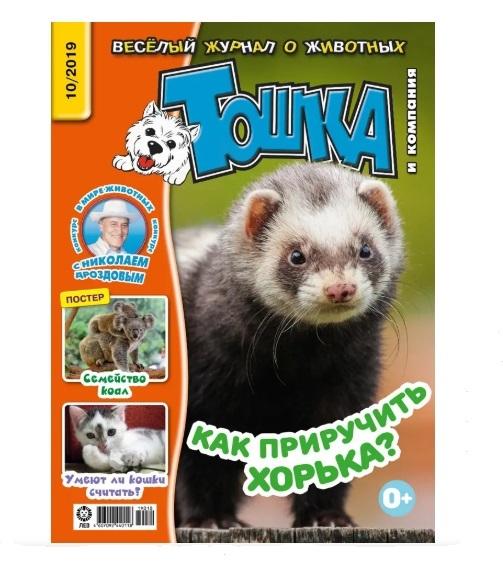 10/2019
ВЕСЁЛЫЙ ЖУРНАЛ О ЖИВОТНЫХ
ТОШКА
и компания
КОНКУРС
В МИРЕ ЖИВОТНЫХ
КОНКУРС
С НИКОЛАЕМ
ДРОЗДОВЫМ
ПОСТЕР
Семейство
коал
Умеют ли кошки
считать?
КАК ПРИРУЧИТЬ
ХОРЬКА?
0+
ЛЕВ